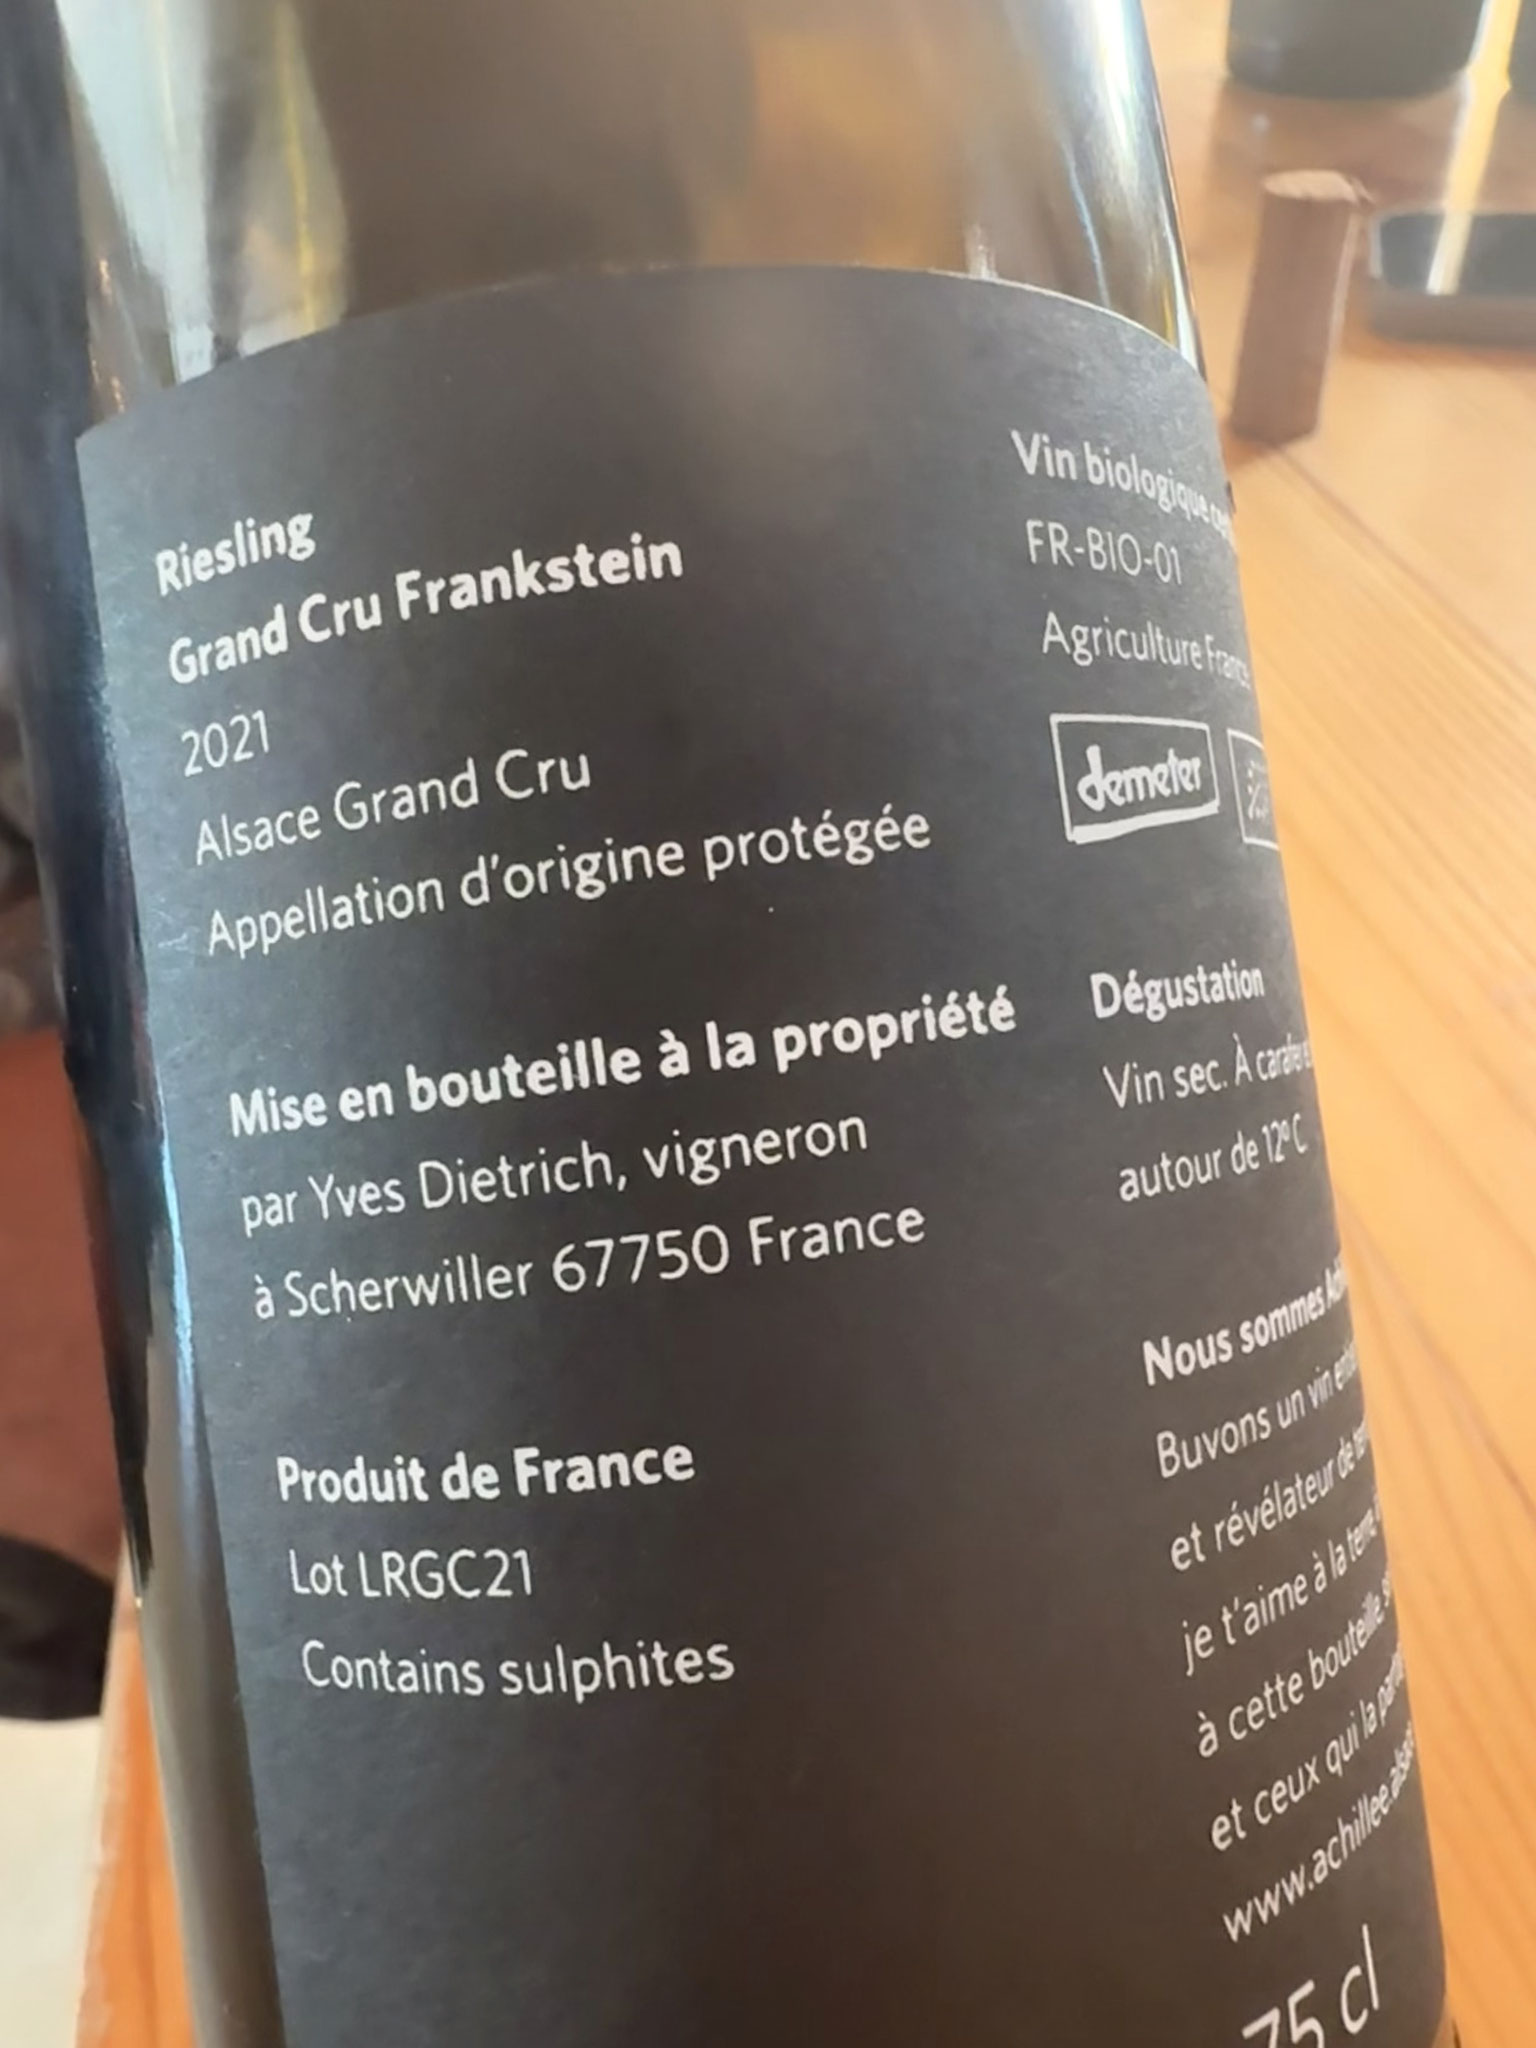 Riesling
Grand Cru Frankstein
2021
Alsace Grand Cru
Appellation d'origine protégée
Mise en bouteille à la propriété
par Yves Dietrich, vigneron
à Scherwiller 67750 France
Produit de France
Lot LRGC21
Contains sulphites
Vin biologique
FR-BIO-01
Agriculture
demeter
Dégustation
Vin sec. À
autour de 12° C
Nous sommes
Buvons un vin
et révélateur de
je t'aime à la terre
à cette bouteille,
et ceux qui la
www.achillee.alsa
75 cl